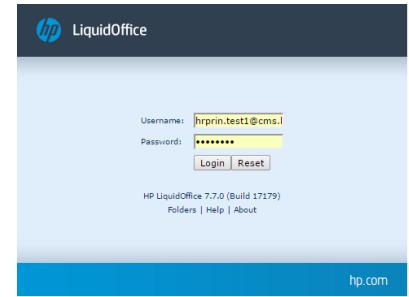 hp LiquidOffice
Username: hrprin.test1@cms.l
Password: ••••••••
Login Reset
HP LiquidOffice 7.7.0 (Build 17179)
Folders | Help | About
hp.com